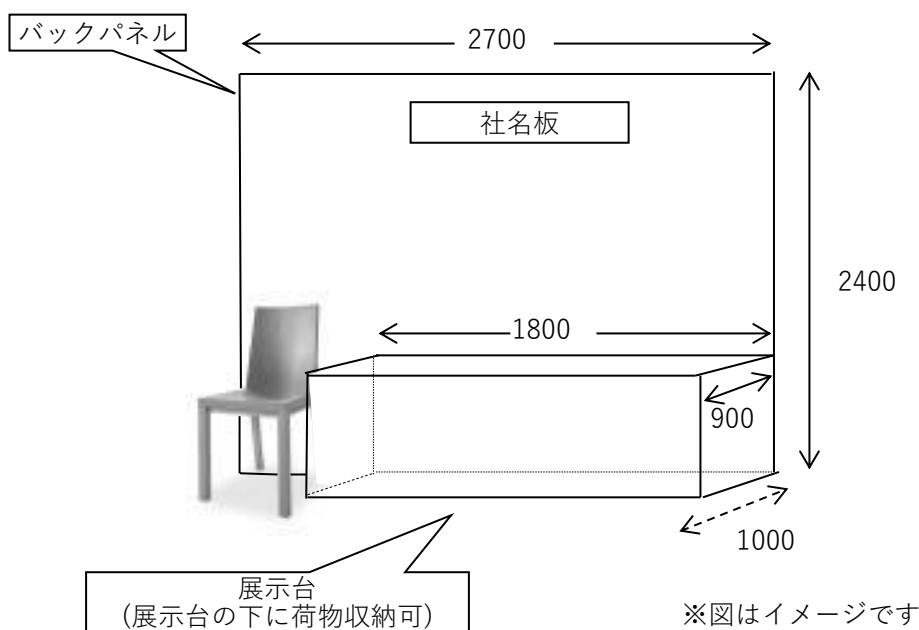 バックパネル
2700
社名板
2400
1800
900
1000
展示台
(展示台の下に荷物収納可)
※図はイメージです